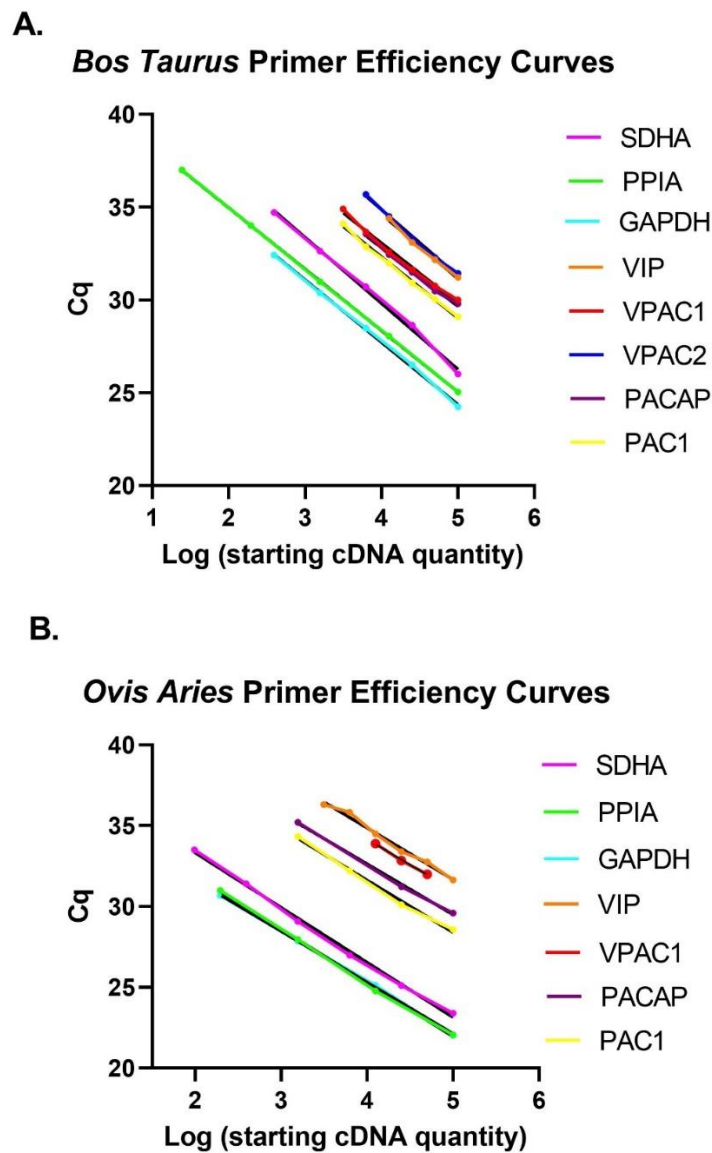 A.
Bos Taurus Primer Efficiency Curves
40
35
30
25
20
Cq
1 2 3 4 5 6
Log (starting cDNA quantity)
SDHA
PPIA
GAPDH
VIP
VPAC1
VPAC2
PACAP
PAC1
B.
Ovis Aries Primer Efficiency Curves
40
35
30
25
20
Cq
2 3 4 5 6
Log (starting cDNA quantity)
SDHA
PPIA
GAPDH
VIP
VPAC1
PACAP
PAC1